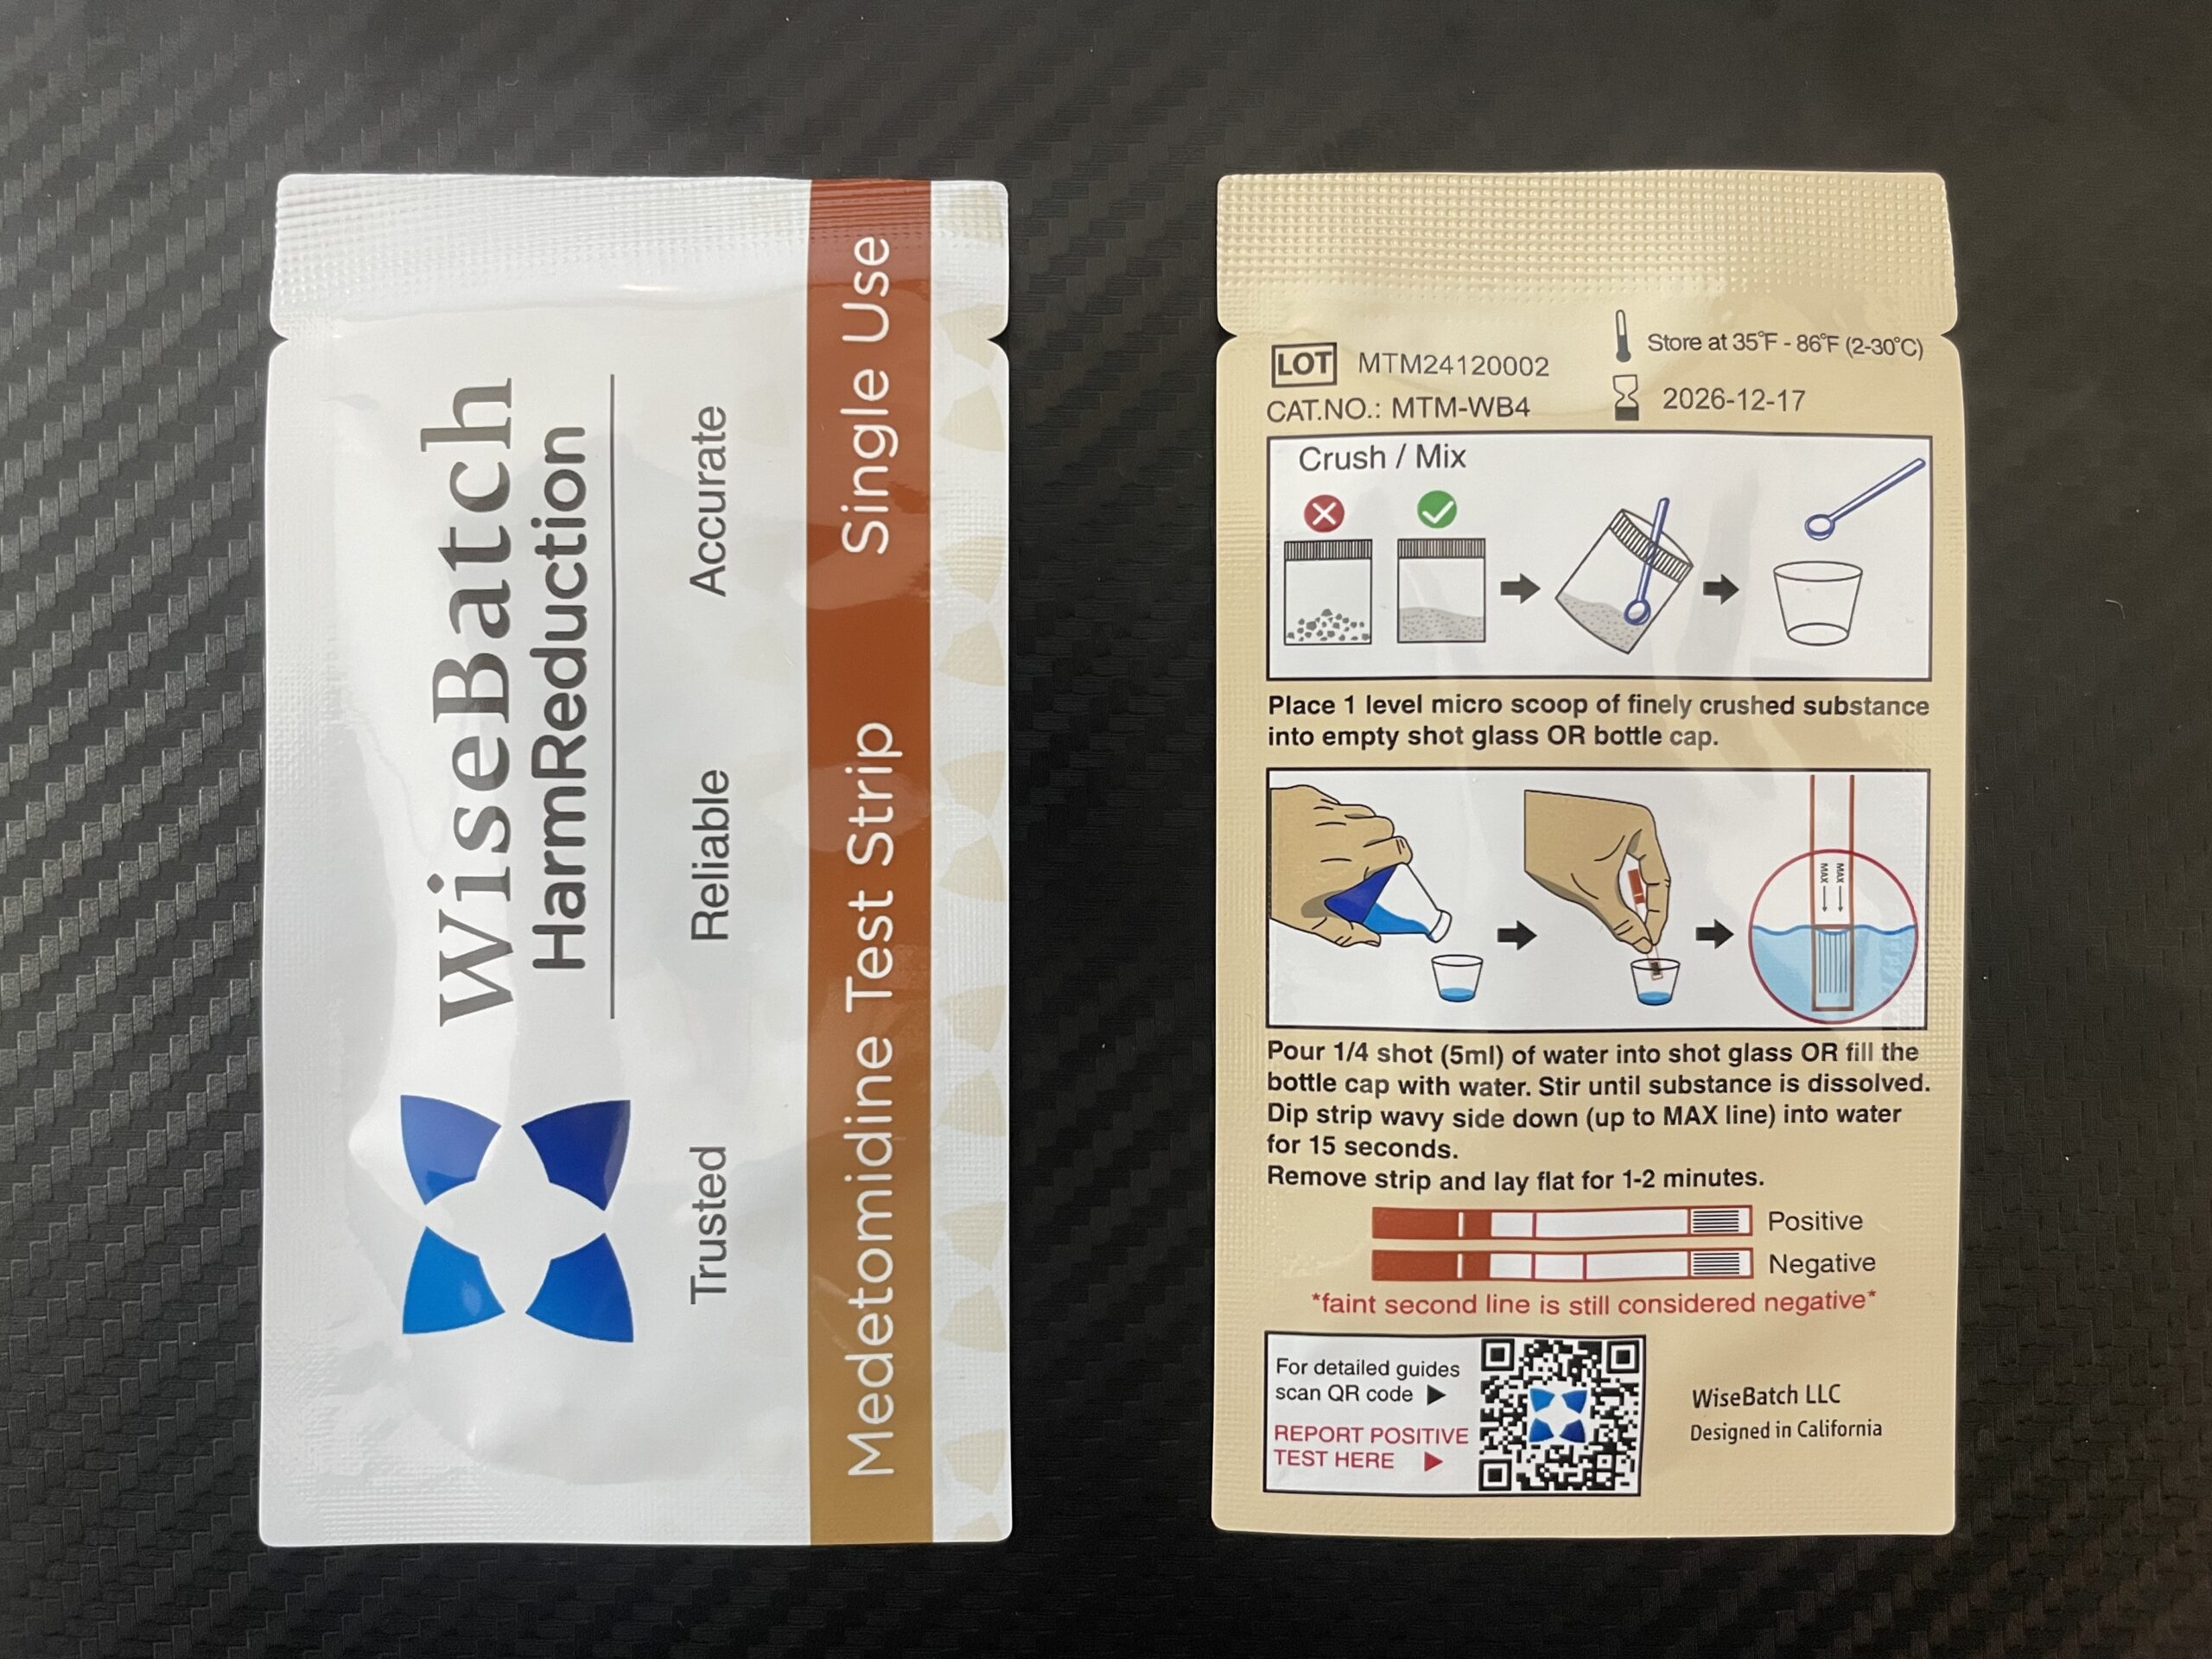 WiseBatch
HarmReduction
Trusted Reliable Accurate
Medetomidine Test Strip Single Use
LOT MTM24120002
CAT.NO.: MTM-WB4
Store at 35°F - 86°F (2-30°C)
2026-12-17
Crush / Mix
Place 1 level micro scoop of finely crushed substance
into empty shot glass OR bottle cap.
MAX MAX
Pour 1/4 shot (5ml) of water into shot glass OR fill the
bottle cap with water. Stir until substance is dissolved.
Dip strip wavy side down (up to MAX line) into water
for 15 seconds.
Remove strip and lay flat for 1-2 minutes.
Positive
Negative
*faint second line is still considered negative*
For detailed guides
scan QR code
REPORT POSITIVE
TEST HERE
WiseBatch LLC
Designed in California